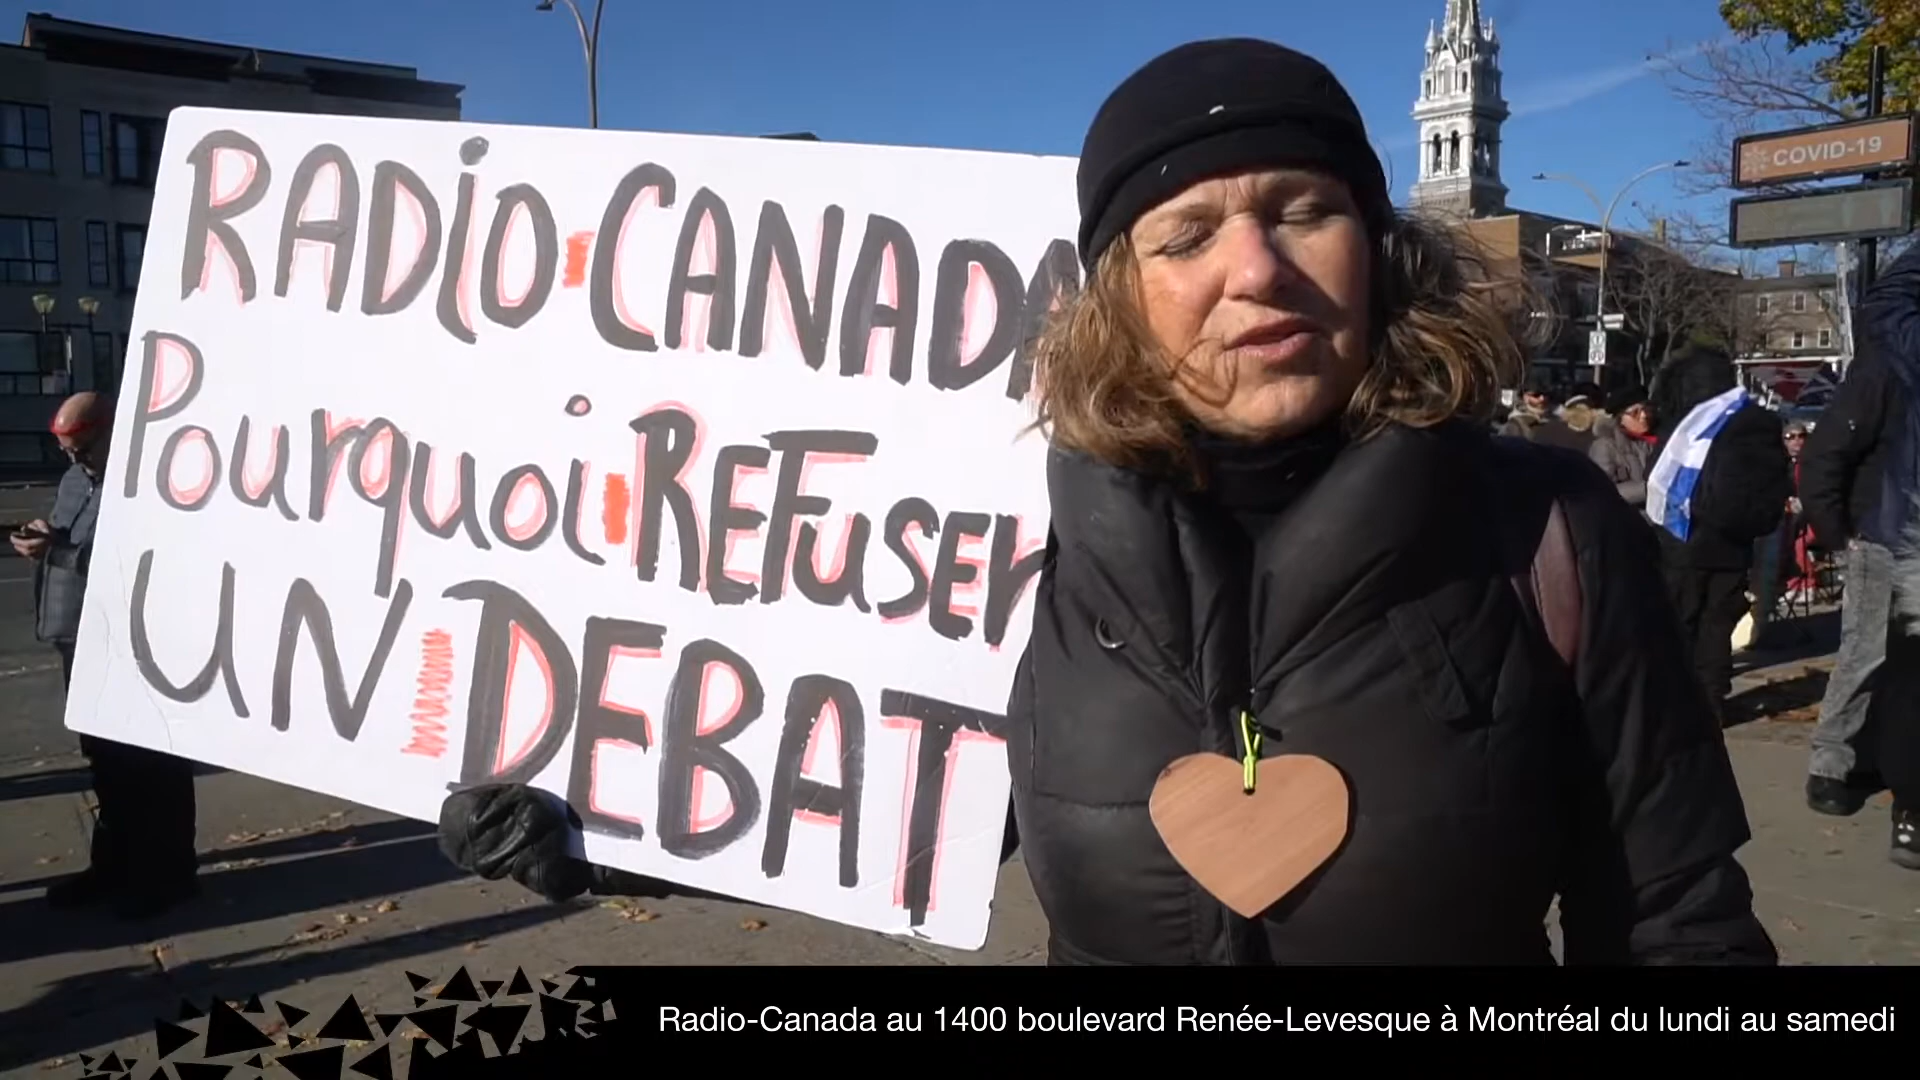 RADiO-CANADA
Pourquoi REFuSEr
UN DEBAT
COVID-19
Radio-Canada au 1400 boulevard Renée-Levesque à Montréal du lundi au samedi